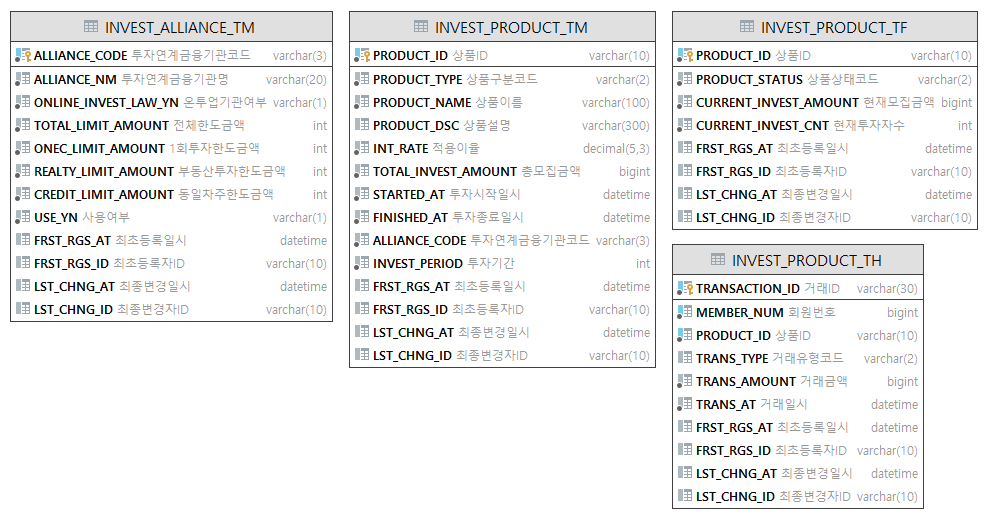 INVEST_ALLIANCE_TM
ALLIANCE_CODE 투자연계금융기관코드 varchar(3)
ALLIANCE_NM 투자연계금융기관명 varchar(20)
ONLINE_INVEST_LAW_YN 온투업기관여부 varchar(1)
TOTAL_LIMIT_AMOUNT 전체한도금액 int
ONEC_LIMIT_AMOUNT 1회투자한도금액 int
REALTY_LIMIT_AMOUNT 부동산투자한도금액 int
CREDIT_LIMIT_AMOUNT 동일차주한도금액 int
USE_YN 사용여부 varchar(1)
FRST_RGS_AT 최초등록일시 datetime
FRST_RGS_ID 최초등록자ID varchar(10)
LST_CHNG_AT 최종변경일시 datetime
LST_CHNG_ID 최종변경자ID varchar(10)
INVEST_PRODUCT_TM
PRODUCT_ID 상품ID varchar(10)
PRODUCT_TYPE 상품구분코드 varchar(2)
PRODUCT_NAME 상품이름 varchar(100)
PRODUCT_DSC 상품설명 varchar(300)
INT_RATE 적용이율 decimal(5,3)
TOTAL_INVEST_AMOUNT 총모집금액 bigint
STARTED_AT 투자시작일시 datetime
FINISHED_AT 투자종료일시 datetime
ALLIANCE_CODE 투자연계금융기관코드 varchar(3)
INVEST_PERIOD 투자기간 int
FRST_RGS_AT 최초등록일시 datetime
FRST_RGS_ID 최초등록자ID varchar(10)
LST_CHNG_AT 최종변경일시 datetime
LST_CHNG_ID 최종변경자ID varchar(10)
INVEST_PRODUCT_TF
PRODUCT_ID 상품ID varchar(10)
PRODUCT_STATUS 상품상태코드 varchar(2)
CURRENT_INVEST_AMOUNT 현재모집금액 bigint
CURRENT_INVEST_CNT 현재투자자수 int
FRST_RGS_AT 최초등록일시 datetime
FRST_RGS_ID 최초등록자ID varchar(10)
LST_CHNG_AT 최종변경일시 datetime
LST_CHNG_ID 최종변경자ID varchar(10)
INVEST_PRODUCT_TH
TRANSACTION_ID 거래ID varchar(30)
MEMBER_NUM 회원번호 bigint
PRODUCT_ID 상품ID varchar(10)
TRANS_TYPE 거래유형코드 varchar(2)
TRANS_AMOUNT 거래금액 bigint
TRANS_AT 거래일시 datetime
FRST_RGS_AT 최초등록일시 datetime
FRST_RGS_ID 최초등록자ID varchar(10)
LST_CHNG_AT 최종변경일시 datetime
LST_CHNG_ID 최종변경자ID varchar(10)